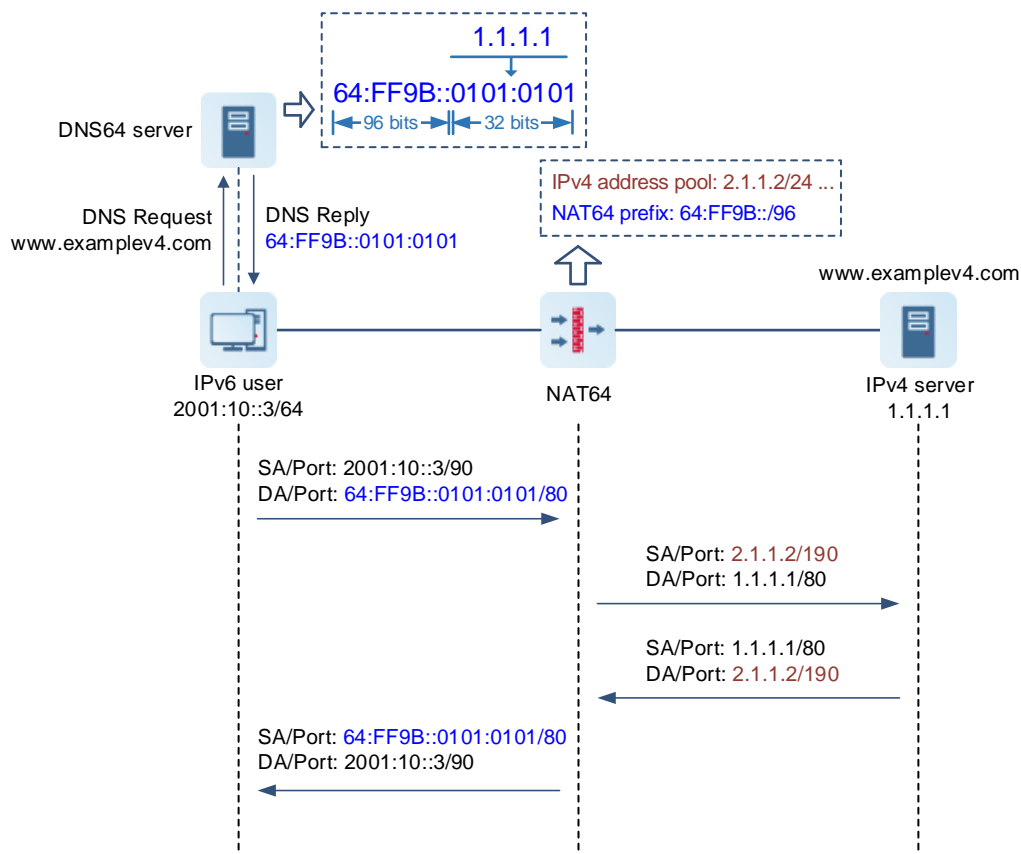 1.1.1.1
64:FF9B::0101:0101
96 bits
32 bits
DNS64 server
IPv4 address pool: 2.1.1.2/24 ...
NAT64 prefix: 64:FF9B::/96
DNS Request
www.examplev4.com
DNS Reply
64:FF9B::0101:0101
www.examplev4.com
IPv6 user
2001:10::3/64
NAT64
IPv4 server
1.1.1.1
SA/Port: 2001:10::3/90
DA/Port: 64:FF9B::0101:0101/80
SA/Port: 2.1.1.2/190
DA/Port: 1.1.1.1/80
SA/Port: 1.1.1.1/80
DA/Port: 2.1.1.2/190
SA/Port: 64:FF9B::0101:0101/80
DA/Port: 2001:10::3/90